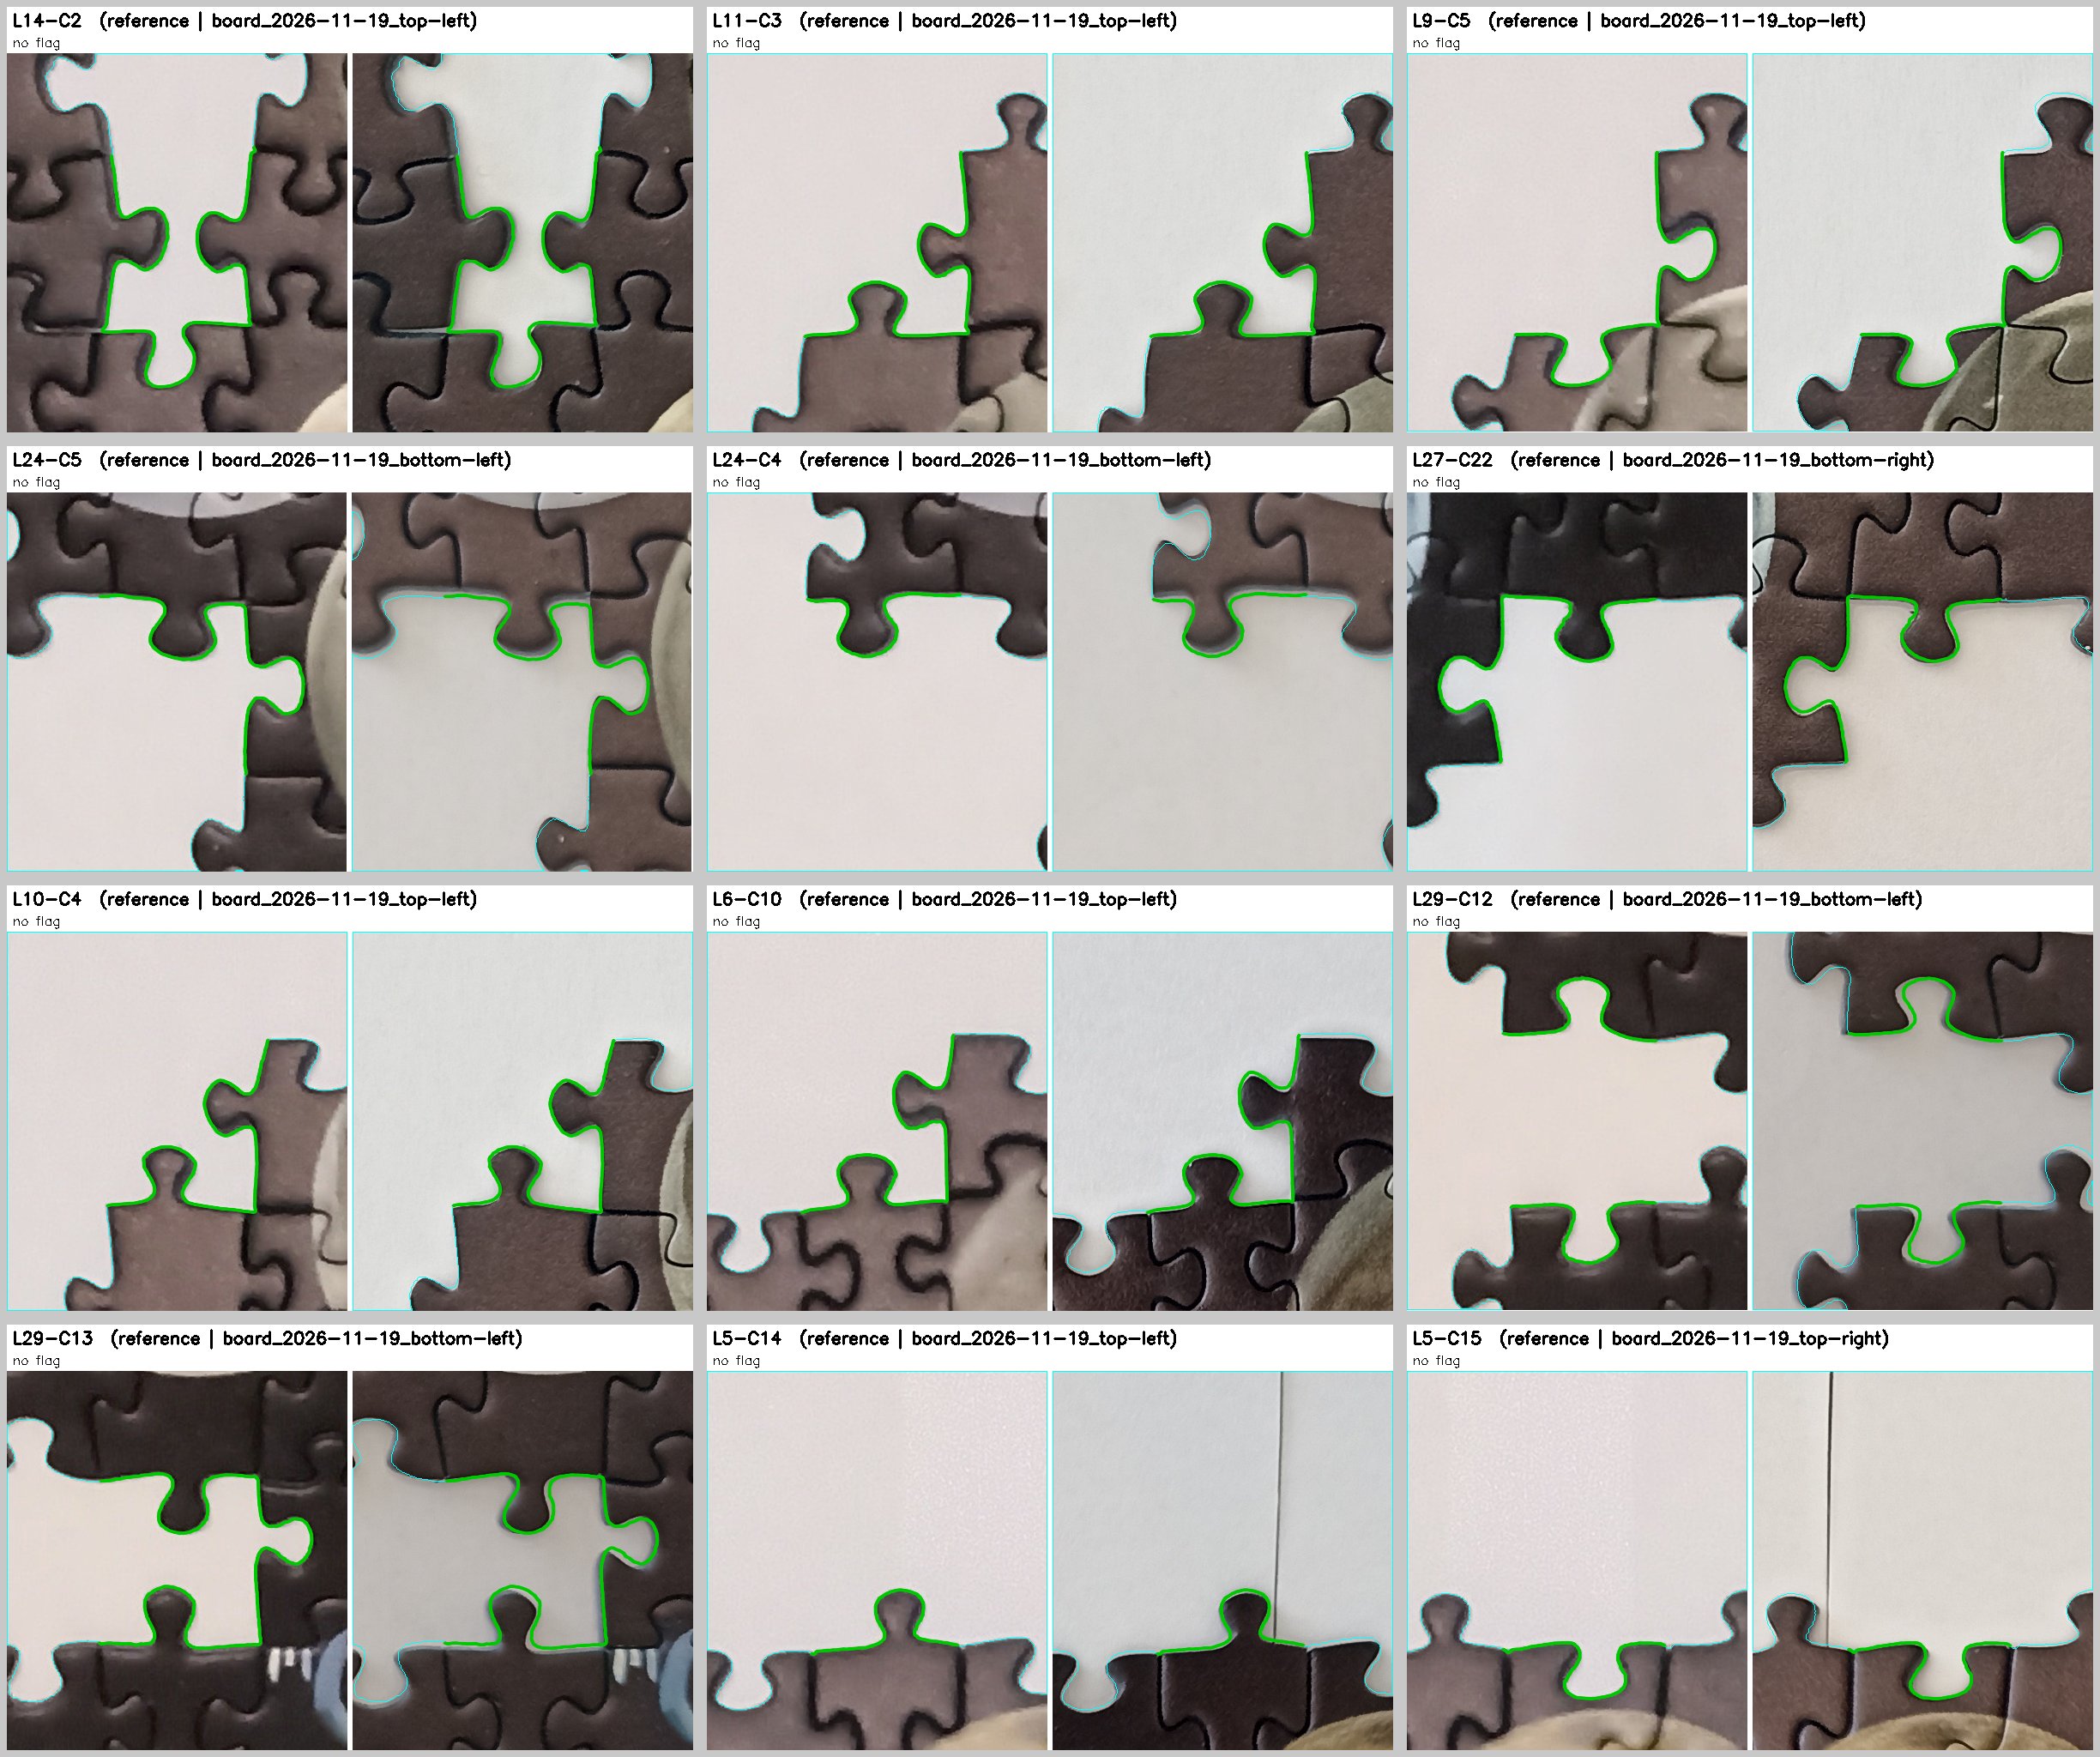 L14-C2 (reference | board_2026-11-19_top-left)
no flag
L11-C3 (reference | board_2026-11-19_top-left)
no flag
L9-C5 (reference | board_2026-11-19_top-left)
no flag
L24-C5 (reference | board_2026-11-19_bottom-left)
no flag
L24-C4 (reference | board_2026-11-19_bottom-left)
no flag
L27-C22 (reference | board_2026-11-19_bottom-right)
no flag
L10-C4 (reference | board_2026-11-19_top-left)
no flag
L6-C10 (reference | board_2026-11-19_top-left)
no flag
L29-C12 (reference | board_2026-11-19_bottom-left)
no flag
L29-C13 (reference | board_2026-11-19_bottom-left)
no flag
L5-C14 (reference | board_2026-11-19_top-left)
no flag
L5-C15 (reference | board_2026-11-19_top-right)
no flag